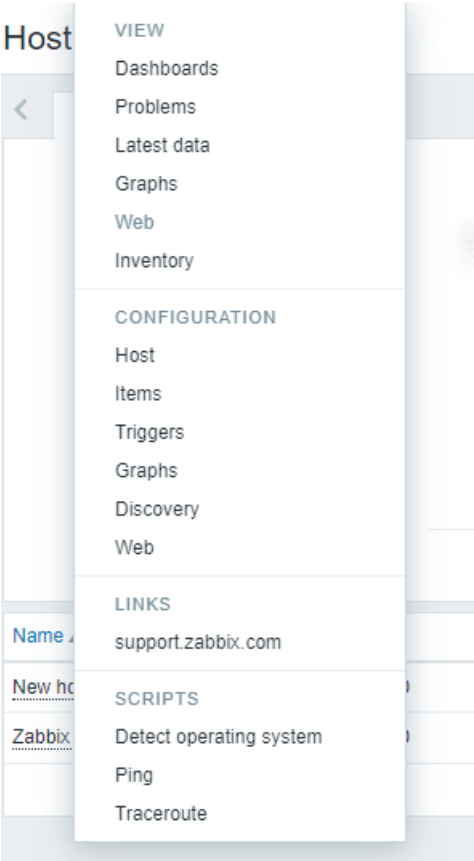 Host
VIEW
Dashboards
Problems
Latest data
Graphs
Web
Inventory
CONFIGURATION
Host
Items
Triggers
Graphs
Discovery
Web
LINKS
support.zabbix.com
SCRIPTS
Detect operating system
Ping
Traceroute
Name
New
Zabbix